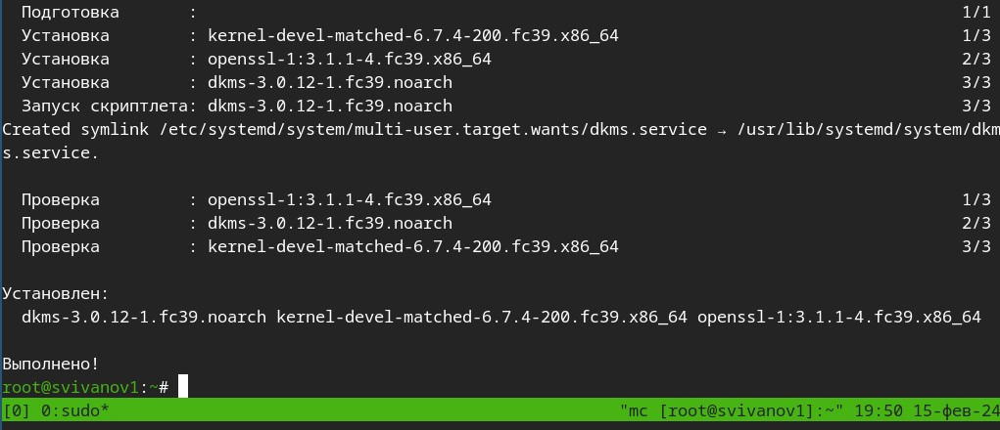 Подготовка       :                                                                              1/1
Установка        : kernel-devel-matched-6.7.4-200.fc39.x86_64                                   1/3
Установка        : openssl-1:3.1.1-4.fc39.x86_64                                                2/3
Установка        : dkms-3.0.12-1.fc39.noarch                                                    3/3
Запуск скриптлета: dkms-3.0.12-1.fc39.noarch                                                    3/3
Created symlink /etc/systemd/system/multi-user.target.wants/dkms.service → /usr/lib/systemd/system/dkm
s.service.
Проверка         : openssl-1:3.1.1-4.fc39.x86_64                                                1/3
Проверка         : dkms-3.0.12-1.fc39.noarch                                                    2/3
Проверка         : kernel-devel-matched-6.7.4-200.fc39.x86_64                                   3/3
Установлен:
dkms-3.0.12-1.fc39.noarch kernel-devel-matched-6.7.4-200.fc39.x86_64 openssl-1:3.1.1-4.fc39.x86_64
Выполнено!
root@svivanov1:~#
[0] 0:sudo* "mc [root@svivanov1]:~" 19:50 15-фев-24